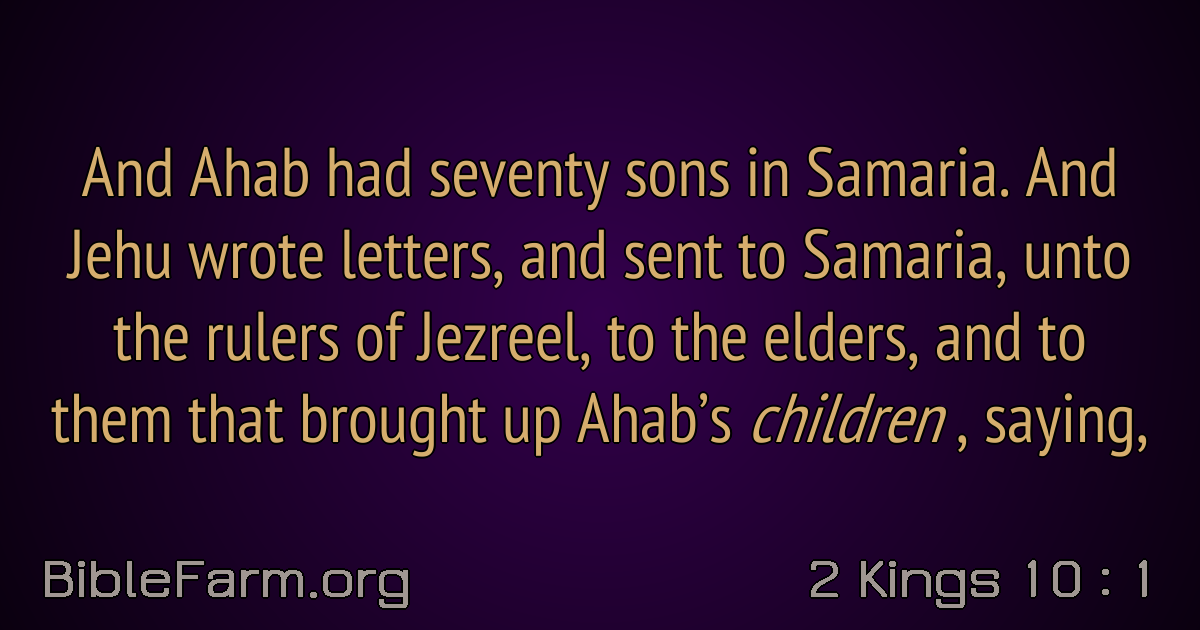 And Ahab had seventy sons in Samaria. And
Jehu wrote letters, and sent to Samaria, unto
the rulers of Jezreel, to the elders, and to
them that brought up Ahab’s children , saying,
BibleFarm.org
2 Kings 10 : 1